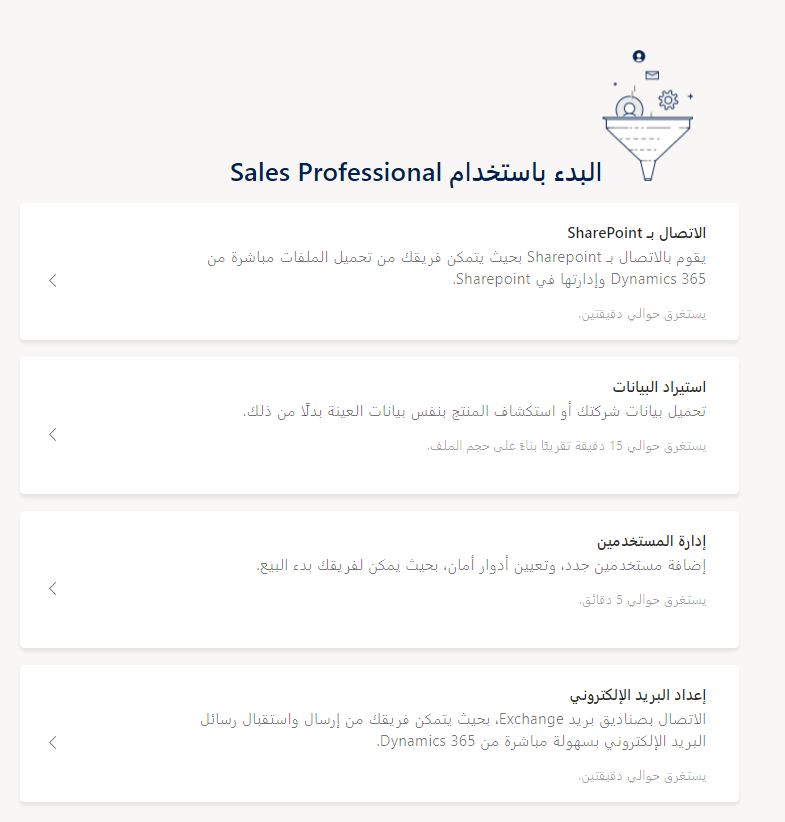 البدء باستخدام Sales Professional
الاتصال بـ SharePoint
يقوم بالاتصال بـ Sharepoint بحيث يتمكن فريقك من تحميل الملفات مباشرة من
Dynamics 365 وإدارتها في Sharepoint.
يستغرق حوالي دقيقتين.
استيراد البيانات
تحميل بيانات شركتك أو استكشاف المنتج بنفس بيانات العينة بدلًا من ذلك.
يستغرق حوالي 15 دقيقة تقريبًا بناءً على حجم الملف.
إدارة المستخدمين
إضافة مستخدمين جدد، وتعيين أدوار أمان، بحيث يمكن لفريقك بدء البيع.
يستغرق حوالي 5 دقائق.
إعداد البريد الإلكتروني
الاتصال بصناديق بريد Exchange، بحيث يتمكن فريقك من إرسال واستقبال رسائل
البريد الإلكتروني بسهولة مباشرة من Dynamics 365.
يستغرق حوالي دقيقتين.